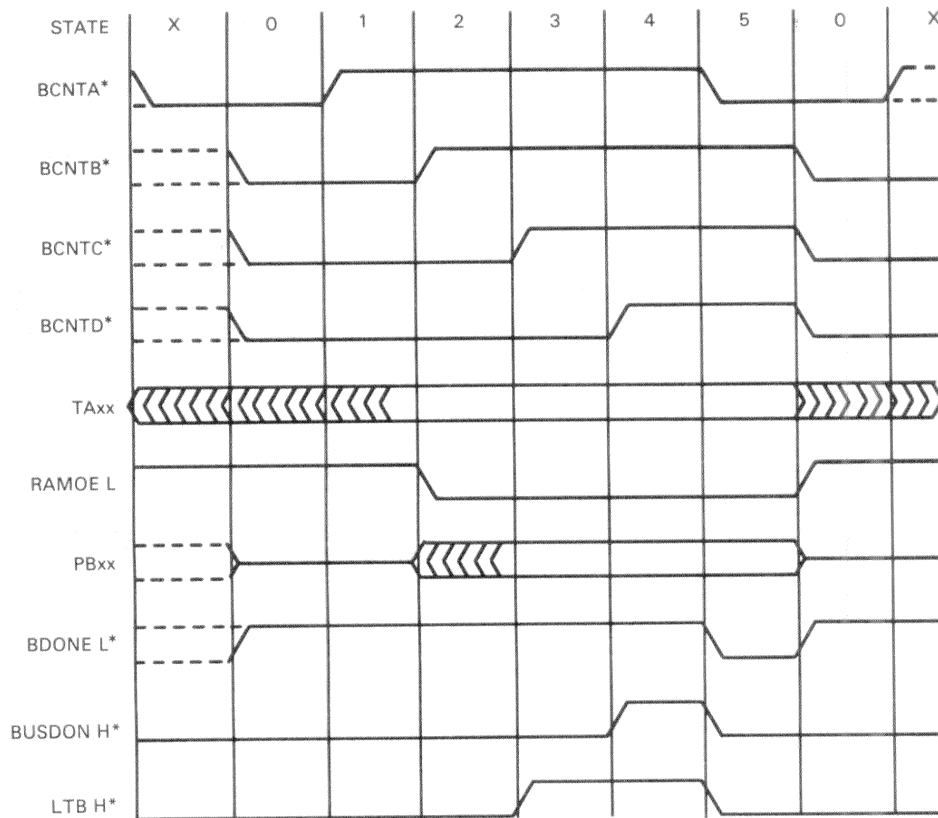 STATE X 0 1 2 3 4 5 0 X
BCNTA*
BCNTB*
BCNTC*
BCNTD*
TAxx
RAMOE L
PBxx
BDONE L*
BUSDON H*
LTB H*